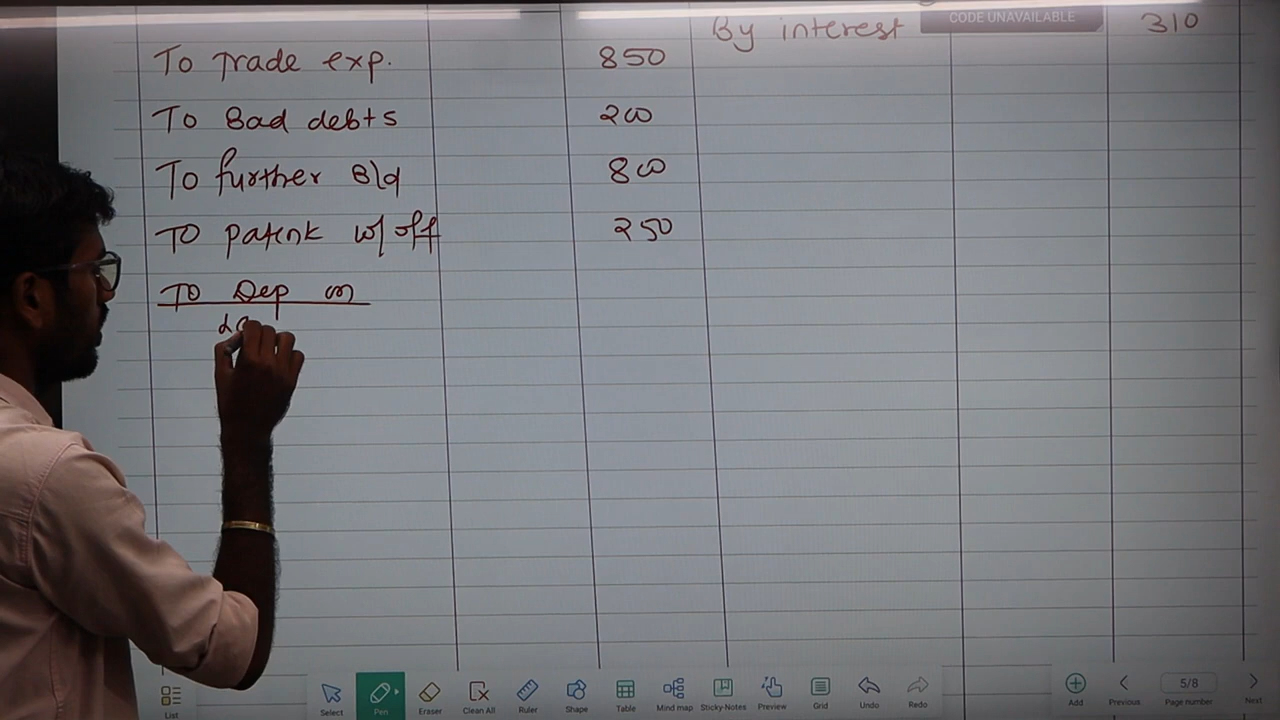 By interest 310
CODE UNAVAILABLE
To Trade exp. 850
To Bad debts 200
To further B/d 800
To patent w/ off 250
To Dep on
List
Select
Pen
Eraser
Clean All
Ruler
Shape
Table
Mind map
Sticky-Notes
Preview
Grid
Undo
Redo
Add
Previous
5/8
Page number
Next